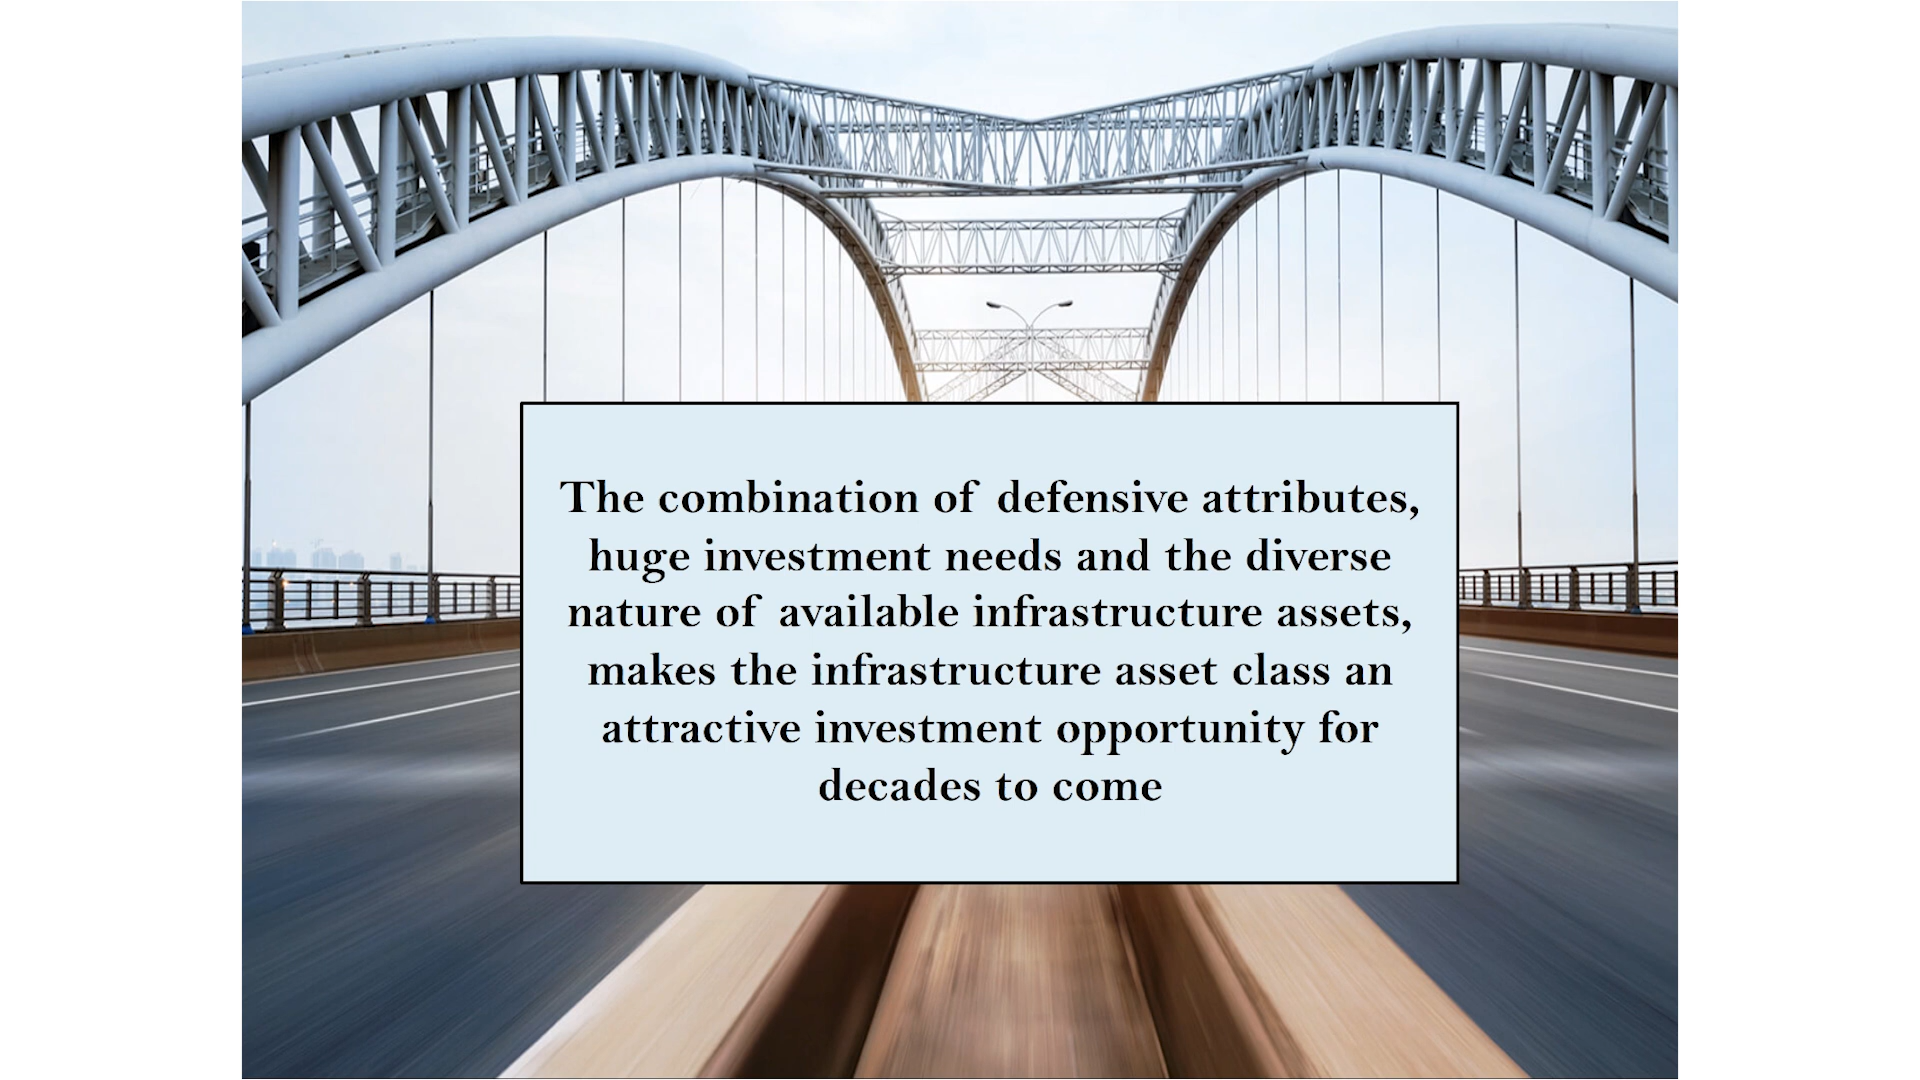 The combination of defensive attributes,
huge investment needs and the diverse
nature of available infrastructure assets,
makes the infrastructure asset class an
attractive investment opportunity for
decades to come